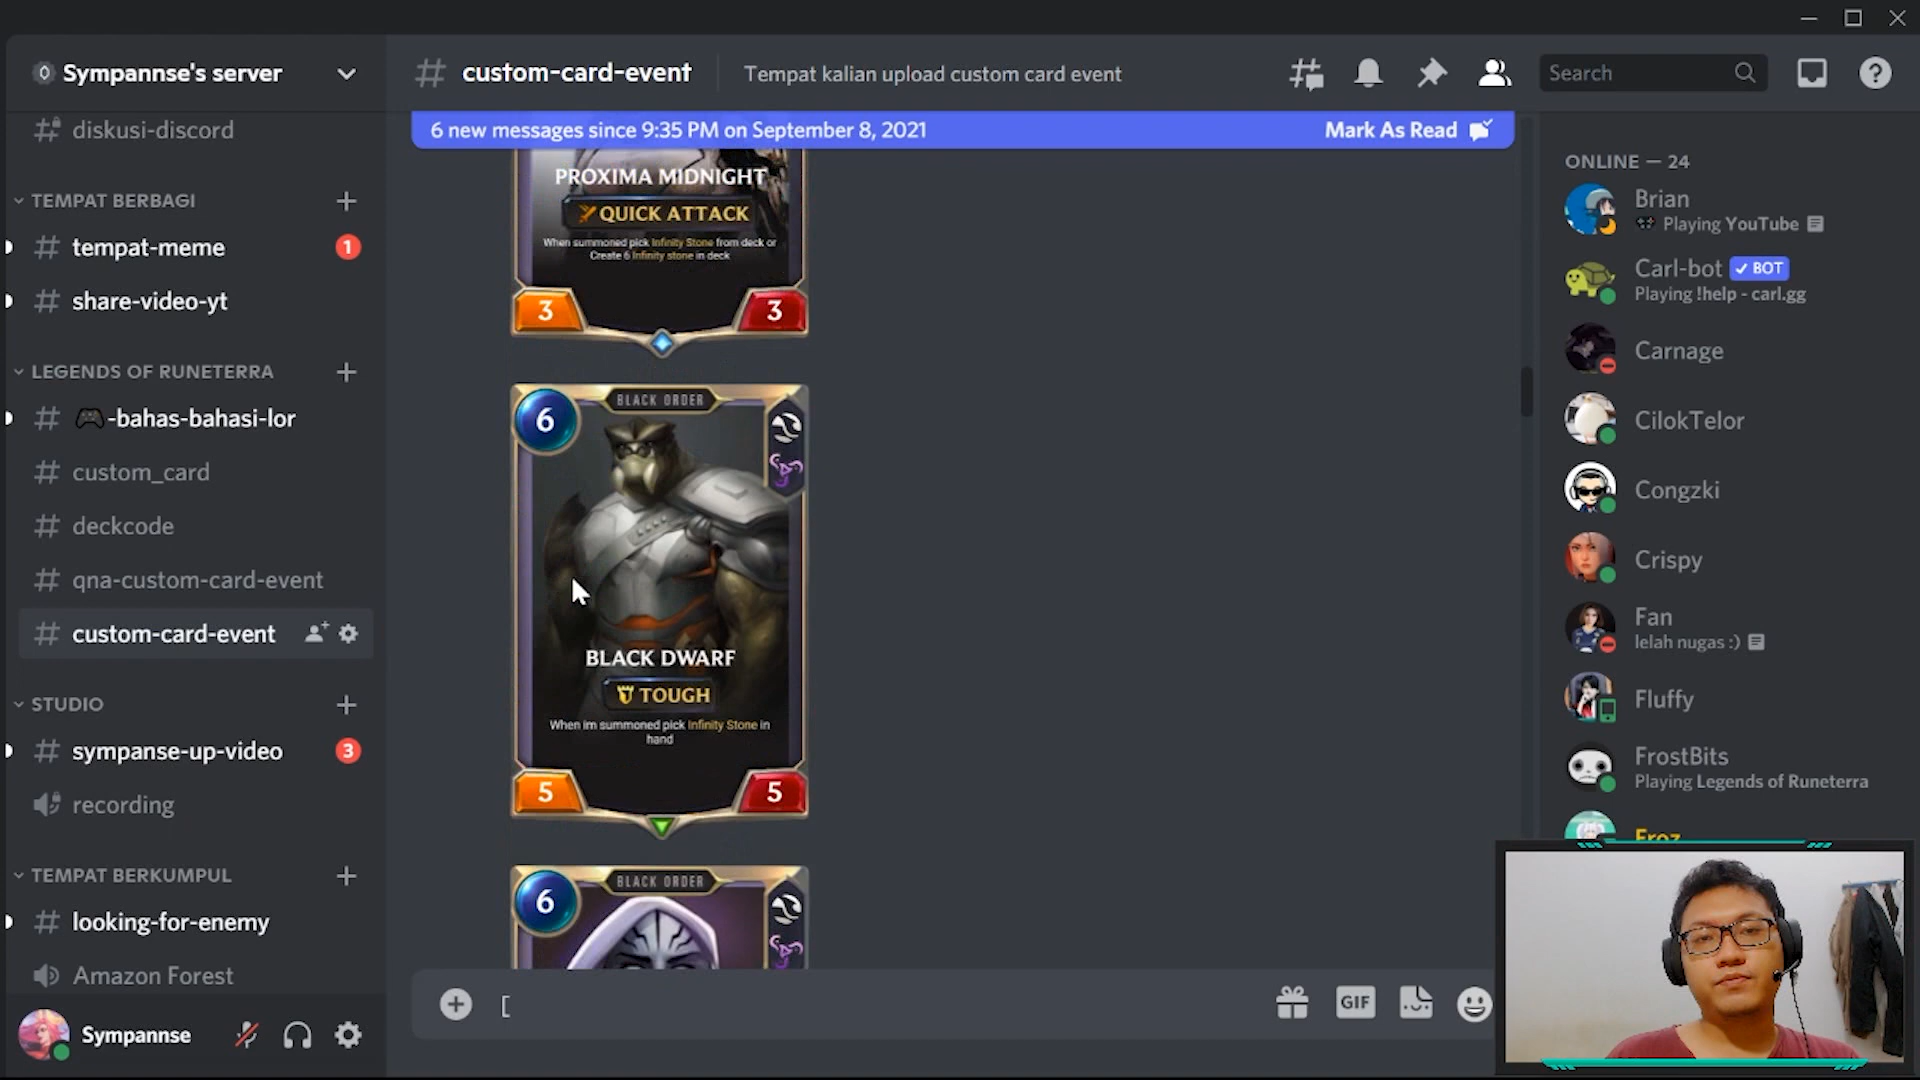 Sympannse's server
custom-card-event
Tempat kalian upload custom card event
Search
diskusi-discord
TEMPAT BERBAGI
tempat-meme
1
share-video-yt
LEGENDS OF RUNETERRA
-bahas-bahasi-lor
custom_card
deckcode
qna-custom-card-event
custom-card-event
STUDIO
sympanse-up-video
3
recording
TEMPAT BERKUMPUL
looking-for-enemy
Amazon Forest
Sympannse
6 new messages since 9:35 PM on September 8, 2021
Mark As Read
PROXIMA MIDNIGHT
QUICK ATTACK
When summoned pick Infinity Stone from deck or
Create 6 Infinity stone in deck
3
3
6
BLACK ORDER
BLACK DWARF
TOUGH
When im summoned pick Infinity Stone in
hand
5
5
6
BLACK ORDER
[
GIF
ONLINE — 24
Brian
Playing YouTube
Carl-bot
BOT
Playing !help - carl.gg
Carnage
CilokTelor
Congzki
Crispy
Fan
lelah nugas :)
Fluffy
FrostBits
Playing Legends of Runeterra
Froz